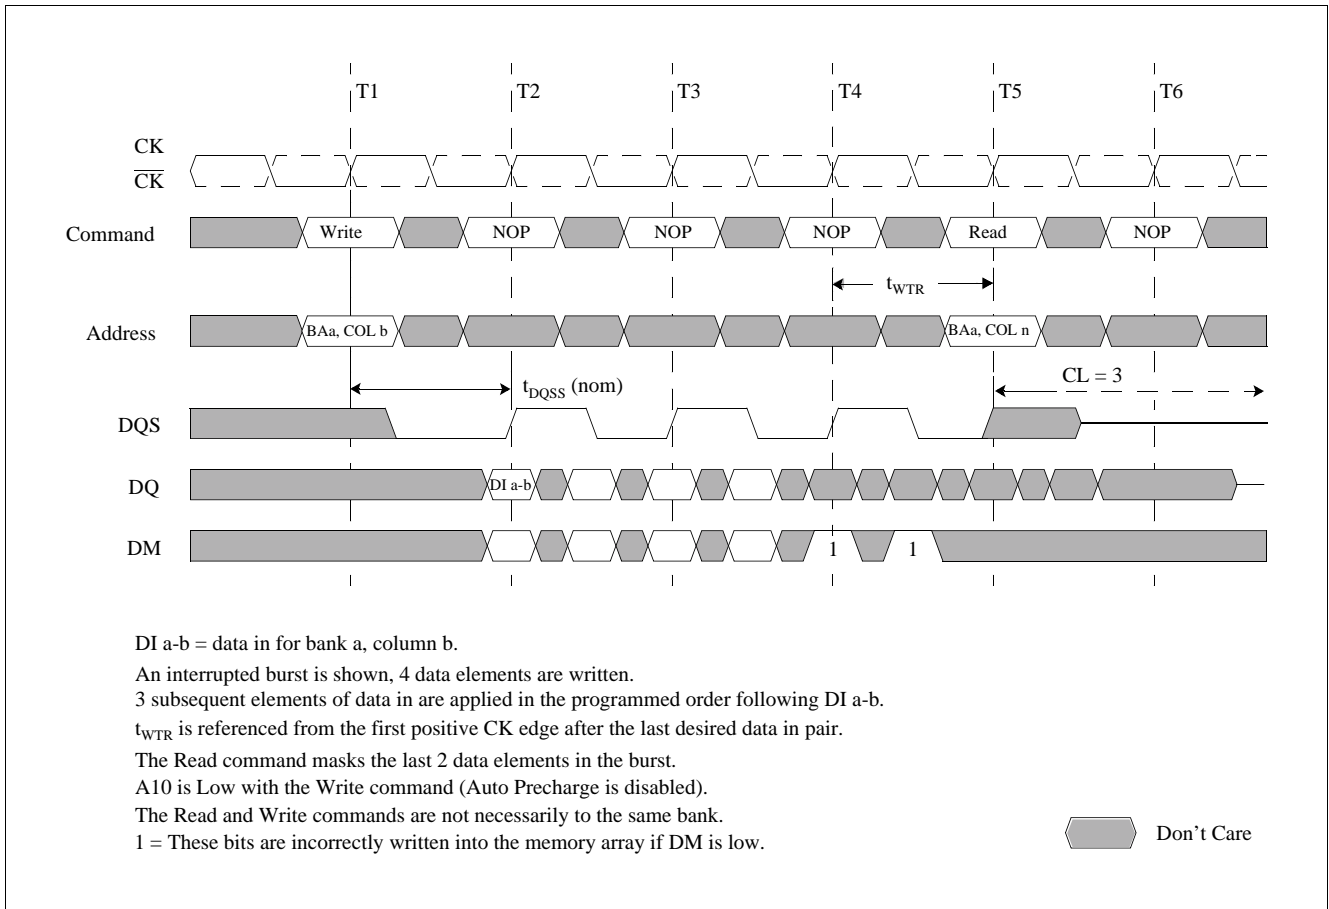 T1 T2 T3 T4 T5 T6
CK
CK
Command Write NOP NOP NOP Read NOP
tWTR
Address BAa, COL b BAa, COL n
tDQSS (nom) CL = 3
DQS
DQ DI a-b
DM 1 1
DI a-b = data in for bank a, column b.
An interrupted burst is shown, 4 data elements are written.
3 subsequent elements of data in are applied in the programmed order following DI a-b.
tWTR is referenced from the first positive CK edge after the last desired data in pair.
The Read command masks the last 2 data elements in the burst.
A10 is Low with the Write command (Auto Precharge is disabled).
The Read and Write commands are not necessarily to the same bank.
1 = These bits are incorrectly written into the memory array if DM is low.
Don't Care